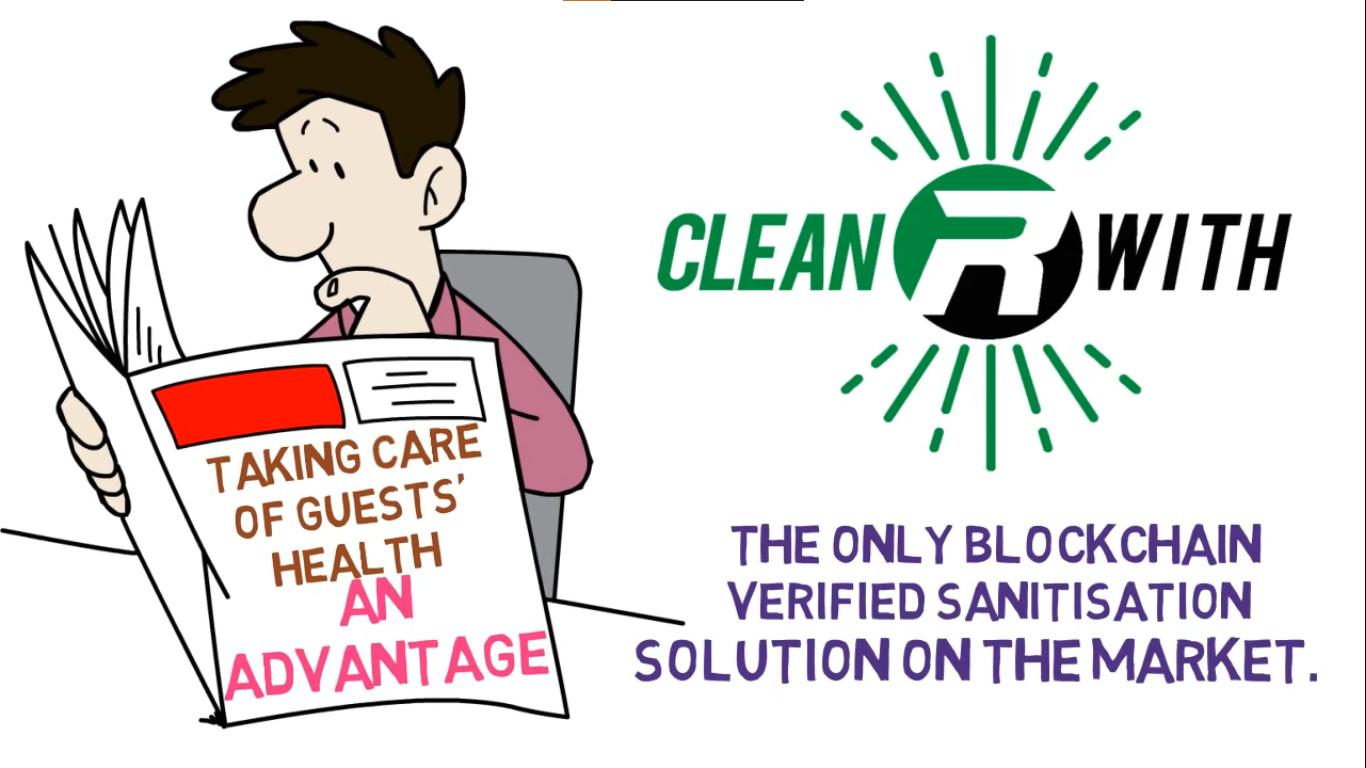 TAKING CARE
OF GUESTS'
HEALTH
AN
ADVANTAGE
CLEAN R WITH
THE ONLY BLOCKCHAIN
VERIFIED SANITISATION
SOLUTION ON THE MARKET.